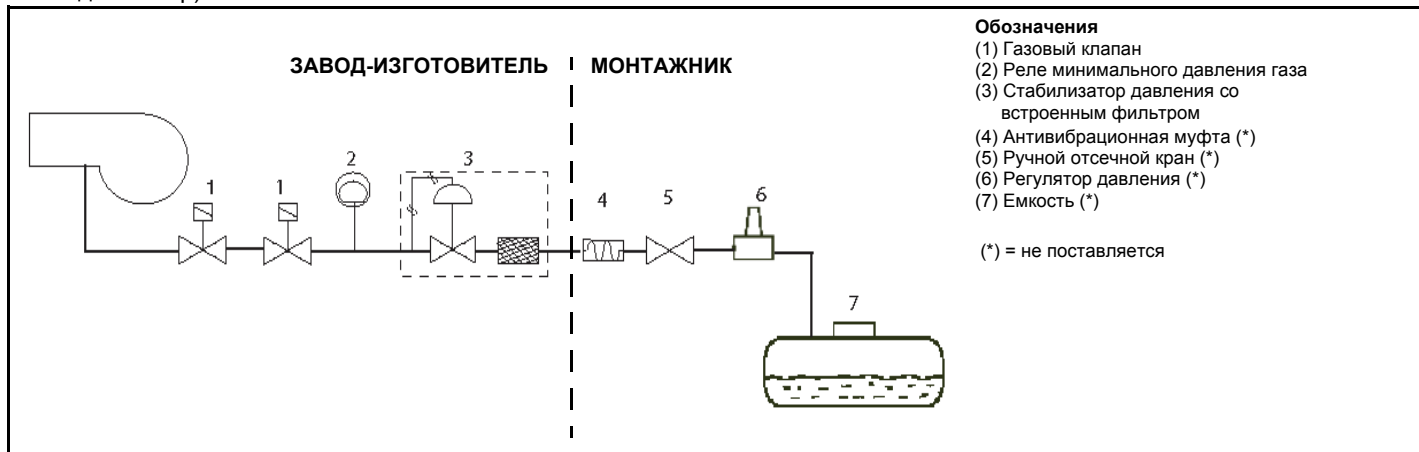 ЗАВОД-ИЗГОТОВИТЕЛЬ МОНТАЖНИК
1 1 2 3 4 5 6
7
Обозначения
(1) Газовый клапан
(2) Реле минимального давления газа
(3) Стабилизатор давления со
встроенным фильтром
(4) Антивибрационная муфта (*)
(5) Ручной отсечной кран (*)
(6) Регулятор давления (*)
(7) Емкость (*)
(*) = не поставляется